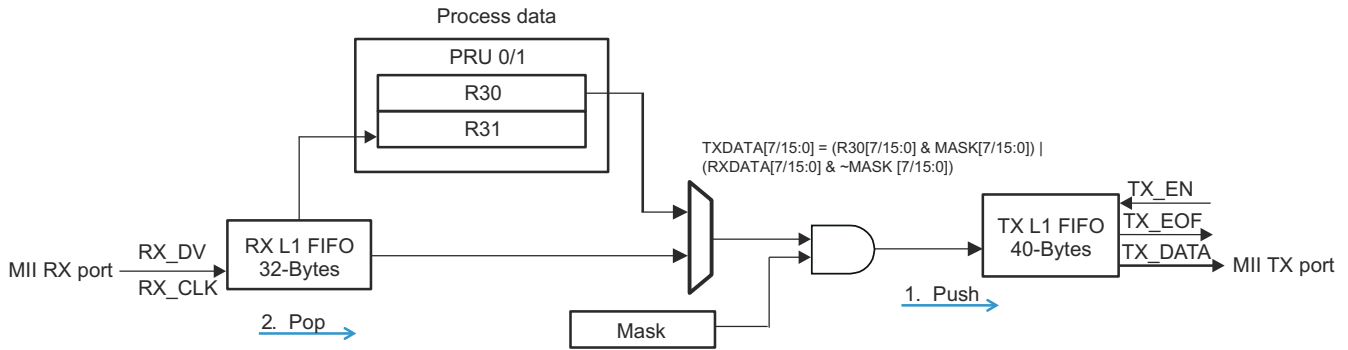 Process data
PRU 0/1
R30
R31
TXDATA[7/15:0] = (R30[7/15:0] & MASK[7/15:0]) |
(RXDATA[7/15:0] & ~MASK [7/15:0])
MII RX port
RX_DV
RX_CLK
RX L1 FIFO
32-Bytes
2. Pop
Mask
1. Push
TX L1 FIFO
40-Bytes
TX_EN
TX_EOF
TX_DATA
MII TX port